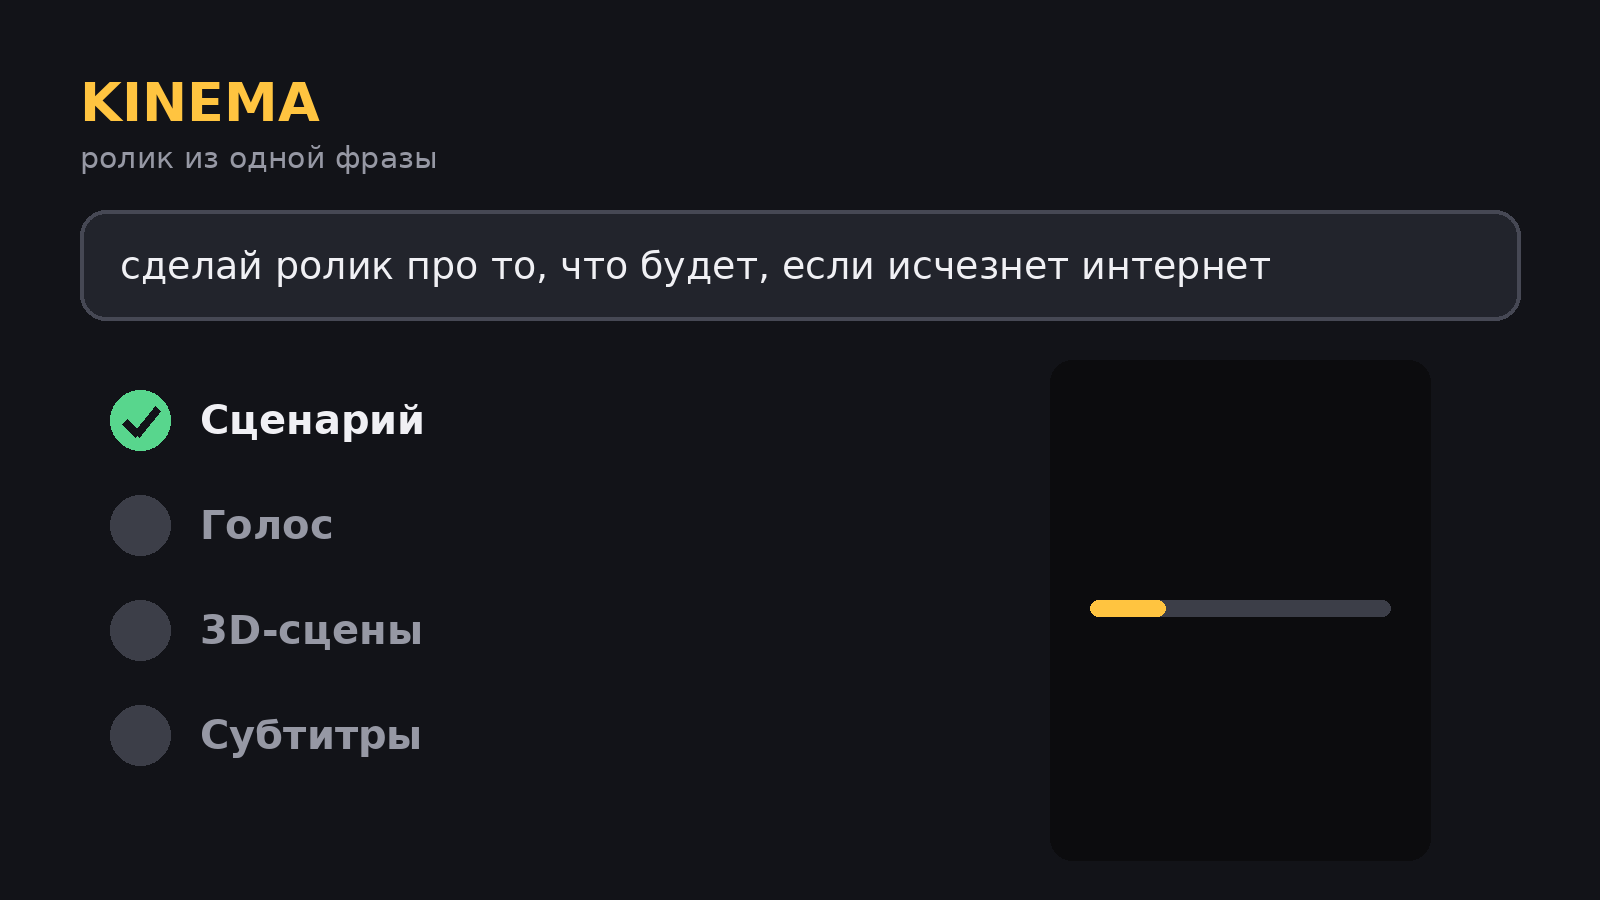 KINEMA
ролик из одной фразы
сделай ролик про то, что будет, если исчезнет интернет
Сценарий
Голос
3D-сцены
Субтитры